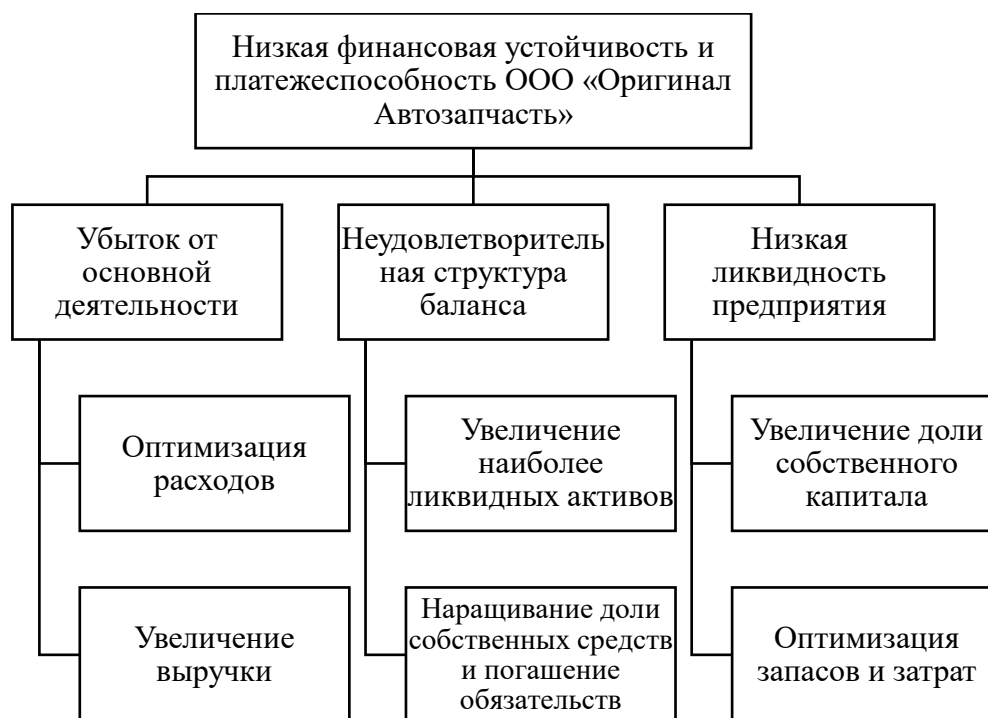 Низкая финансовая устойчивость и
платежеспособность ООО «Оригинал
Автозапчасть»
Убыток от
основной
деятельности
Неудовлетворитель
ная структура
баланса
Низкая
ликвидность
предприятия
Оптимизация
расходов
Увеличение
наиболее
ликвидных активов
Увеличение доли
собственного
капитала
Увеличение
выручки
Наращивание доли
собственных средств
и погашение
обязательств
Оптимизация
запасов и затрат